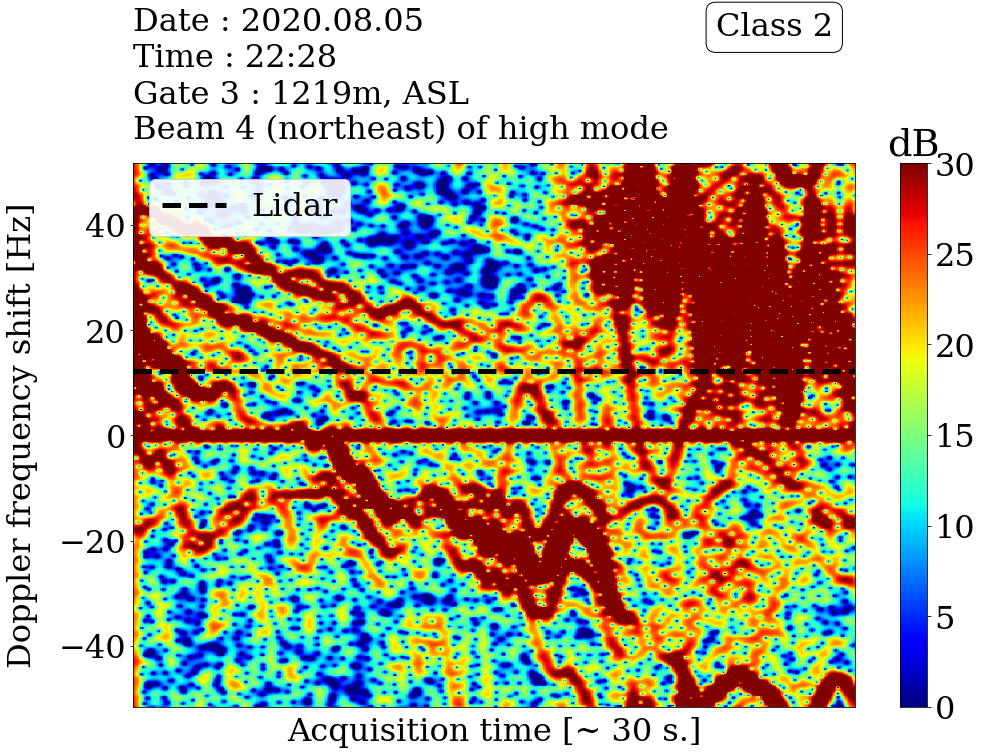 Date : 2020.08.05
Time : 22:28
Gate 3 : 1219m, ASL
Beam 4 (northeast) of high mode
Class 2
dB
Lidar
Doppler frequency shift [Hz]
40
20
0
−20
−40
Acquisition time [~ 30 s.]
30
25
20
15
10
5
0